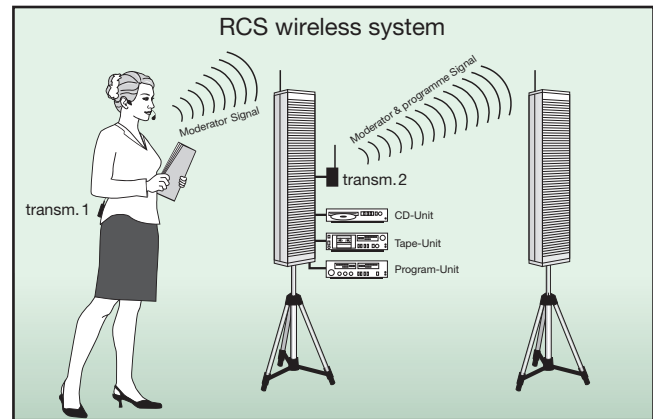 RCS wireless system
Moderator Signal
Moderator & programme Signal
transm. 1
transm. 2
CD-Unit
Tape-Unit
Program-Unit